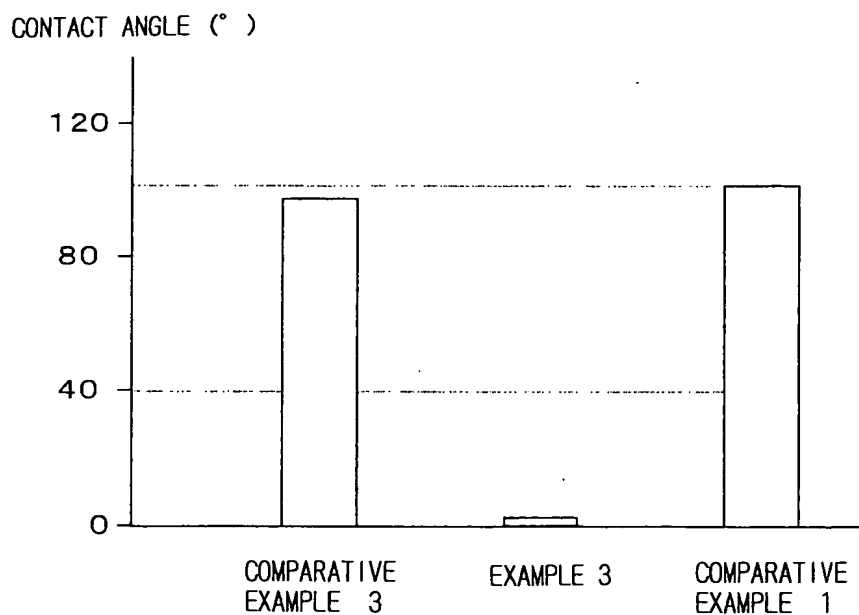 CONTACT ANGLE (° )
120
80
40
0
COMPARATIVE
EXAMPLE 3
EXAMPLE 3
COMPARATIVE
EXAMPLE 1